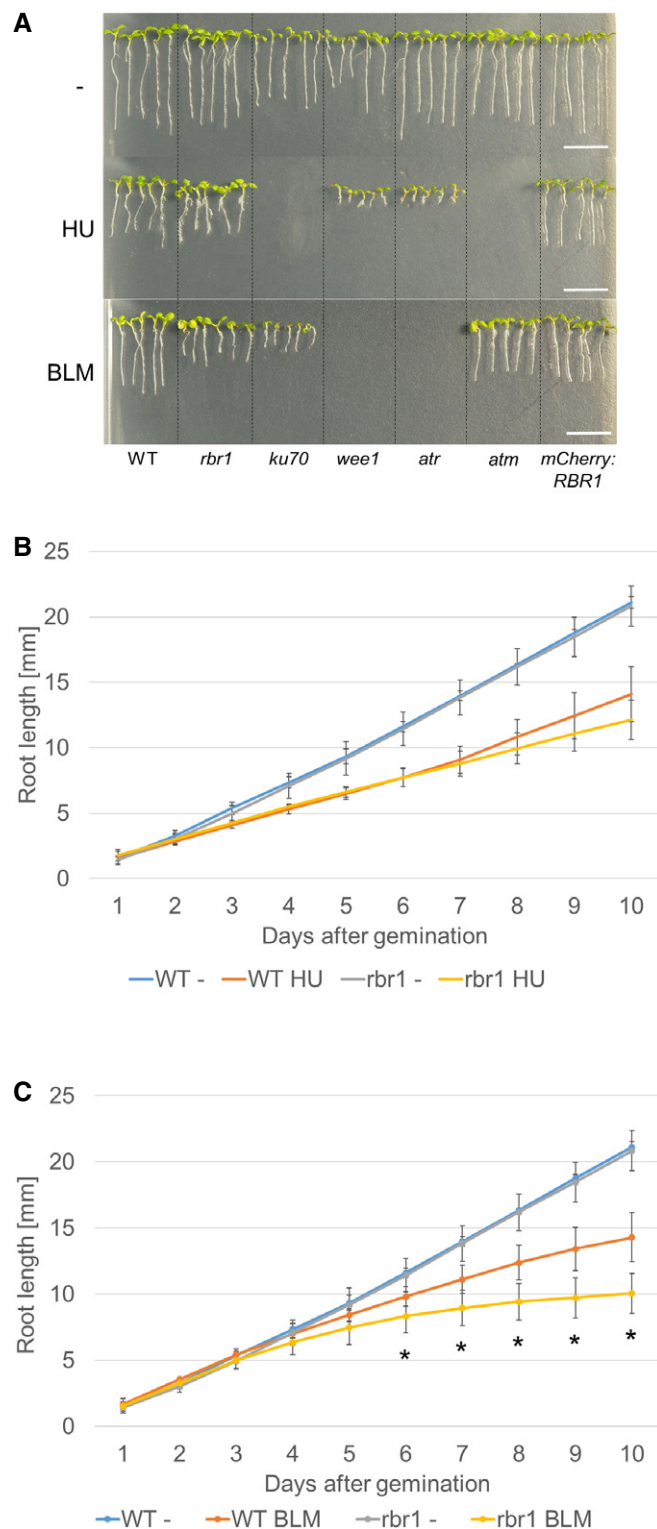 A
-
HU
BLM
WT rbr1 ku70 wee1 atr atm mCherry:
RBR1
B
25
20
15
10
5
0
Root length [mm]
1 2 3 4 5 6 7 8 9 10
Days after gemination
WT - WT HU rbr1 - rbr1 HU
C
25
20
15
10
5
0
Root length [mm]
* * * * *
1 2 3 4 5 6 7 8 9 10
Days after gemination
WT - WT BLM rbr1 - rbr1 BLM